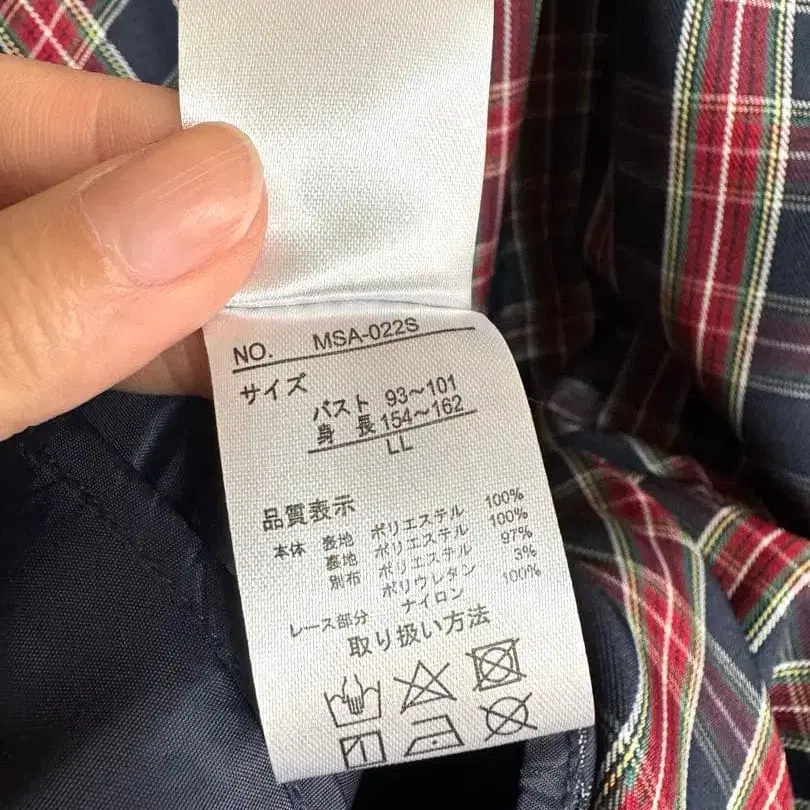 NO. MSA-022S
サイズ
バスト 93～101
身 長 154～162
LL
品質表示
本体 表地 ポリエステル 100%
裏地 ポリエステル 100%
別布 ポリエステル 97%
ポリウレタン 3%
レース部分 ナイロン 100%
取り扱い方法